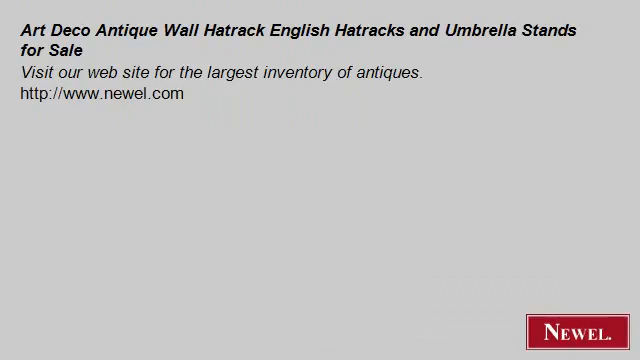 Art Deco Antique Wall Hatrack English Hatracks and Umbrella Stands
for Sale
Visit our web site for the largest inventory of antiques.
http://www.newel.com
NEWEL.